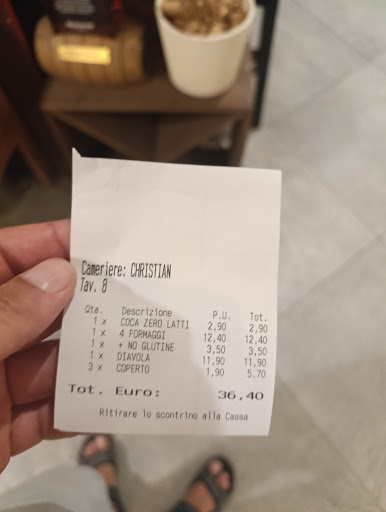 Cameriere: CHRISTIAN
Tav. 8
Qta. Descrizione P.U. Tot.
1 x COCA ZERO LATTI 2,90 2,90
1 x 4 FORMAGGI 12,40 12,40
1 x + NO GLUTINE 3,50 3,50
1 x DIAVOLA 11,90 11,90
3 x COPERTO 1,90 5,70
Tot. Euro: 36,40
Ritirare lo scontrino alla Cassa